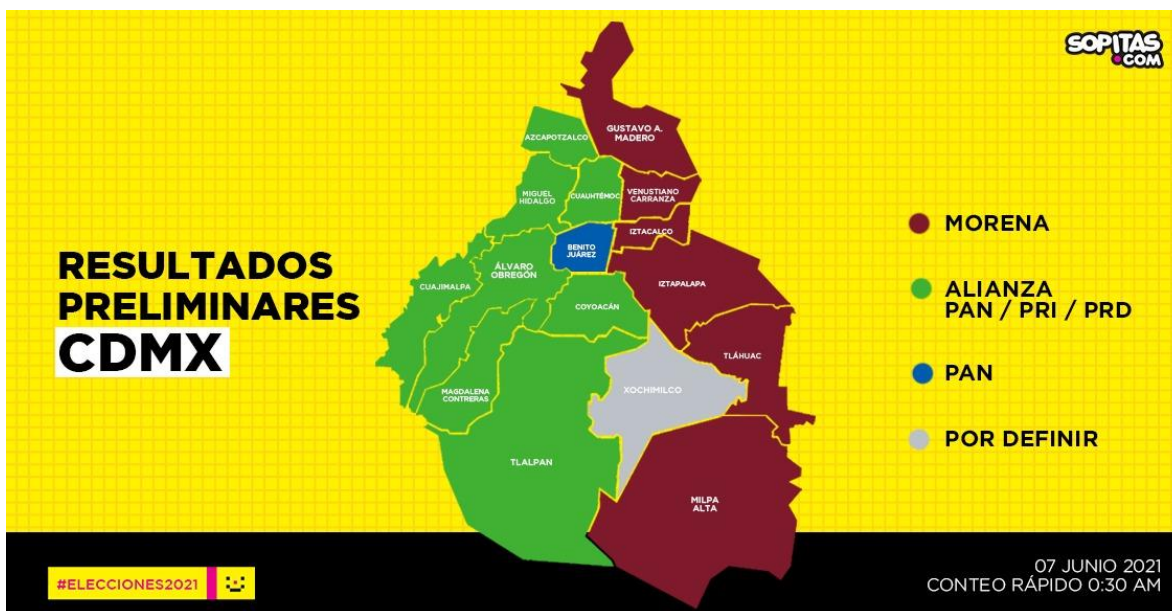 SOPITAS
.COM
RESULTADOS
PRELIMINARES
CDMX
GUSTAVO A.
MADERO
AZCAPOTZALCO
MIGUEL
HIDALGO
CUAUHTÉMOC
VENUSTIANO
CARRANZA
IZTACALCO
BENITO
JUÁREZ
ÁLVARO
OBREGÓN
CUAJIMALPA
IZTAPALAPA
COYOACÁN
TLÁHUAC
MAGDALENA
CONTRERAS
XOCHIMILCO
TLALPAN
MILPA
ALTA
MORENA
ALIANZA
PAN / PRI / PRD
PAN
POR DEFINIR
#ELECCIONES2021
07 JUNIO 2021
CONTEO RÁPIDO 0:30 AM